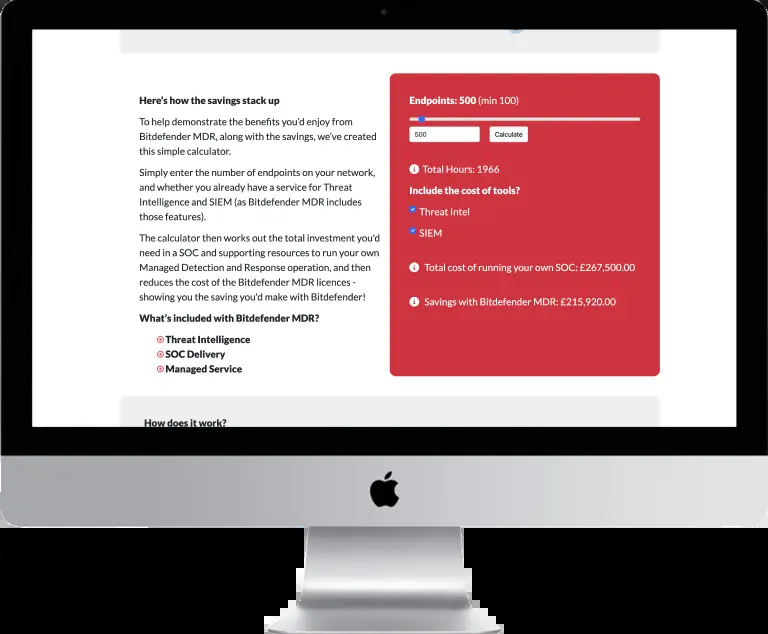 Here's how the savings stack up
To help demonstrate the benefits you'd enjoy from
Bitdefender MDR, along with the savings, we've created
this simple calculator.
Simply enter the number of endpoints on your network,
and whether you already have a service for Threat
Intelligence and SIEM (as Bitdefender MDR includes
those features).
The calculator then works out the total investment you'd
need in a SOC and supporting resources to run your own
Managed Detection and Response operation, and then
reduces the cost of the Bitdefender MDR licences -
showing you the saving you'd make with Bitdefender!
What's included with Bitdefender MDR?
Threat Intelligence
SOC Delivery
Managed Service
Endpoints: 500 (min 100)
500
Calculate
Total Hours: 1966
Include the cost of tools?
Threat Intel
SIEM
Total cost of running your own SOC: £267,500.00
Savings with Bitdefender MDR: £215,920.00
How does it work?